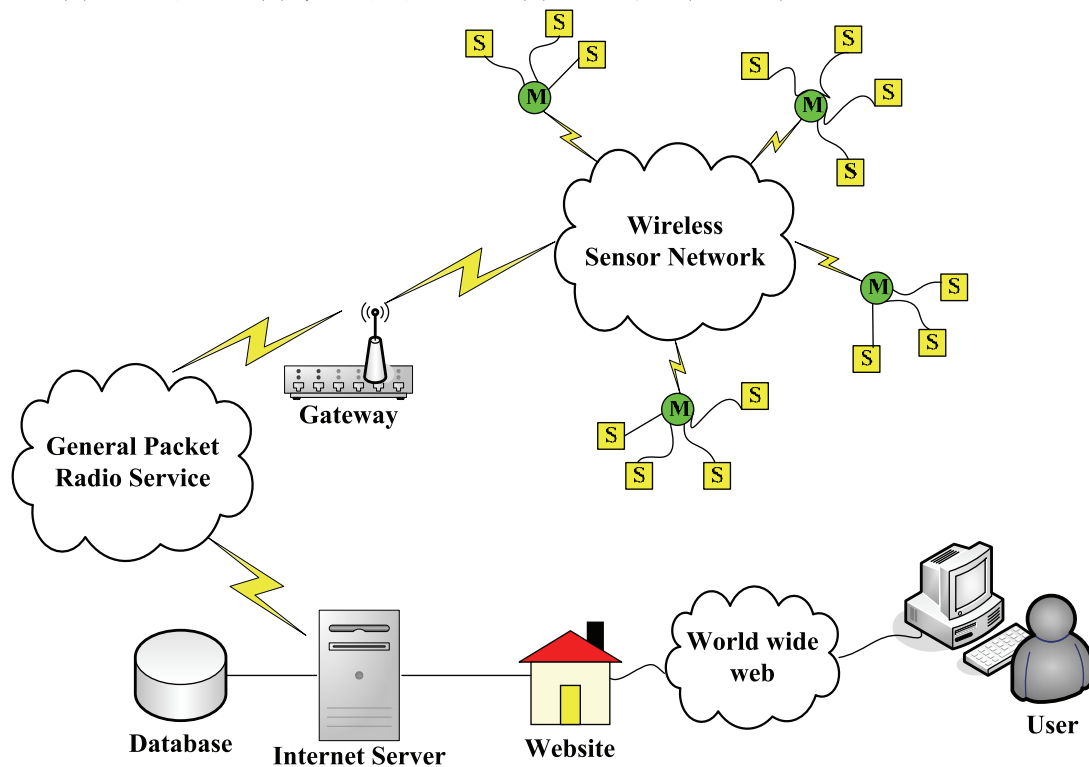 S
S
S
M
S
S
S
S
M
Wireless
Sensor Network
M
S
S
S
Gateway
General Packet
Radio Service
M
S
S
S
S
World wide
web
Database
Internet Server
Website
User